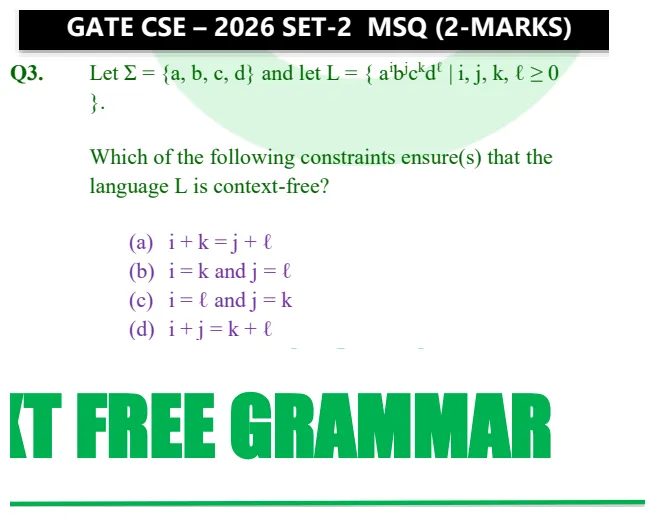 GATE CSE – 2026 SET-2 MSQ (2-MARKS)
Q3. Let Σ = {a, b, c, d} and let L = { aⁱbʲcᵏdˡ | i, j, k, ℓ ≥ 0
}.
Which of the following constraints ensure(s) that the
language L is context-free?
(a) i + k = j + ℓ
(b) i = k and j = ℓ
(c) i = ℓ and j = k
(d) i + j = k + ℓ
XT FREE GRAMMAR